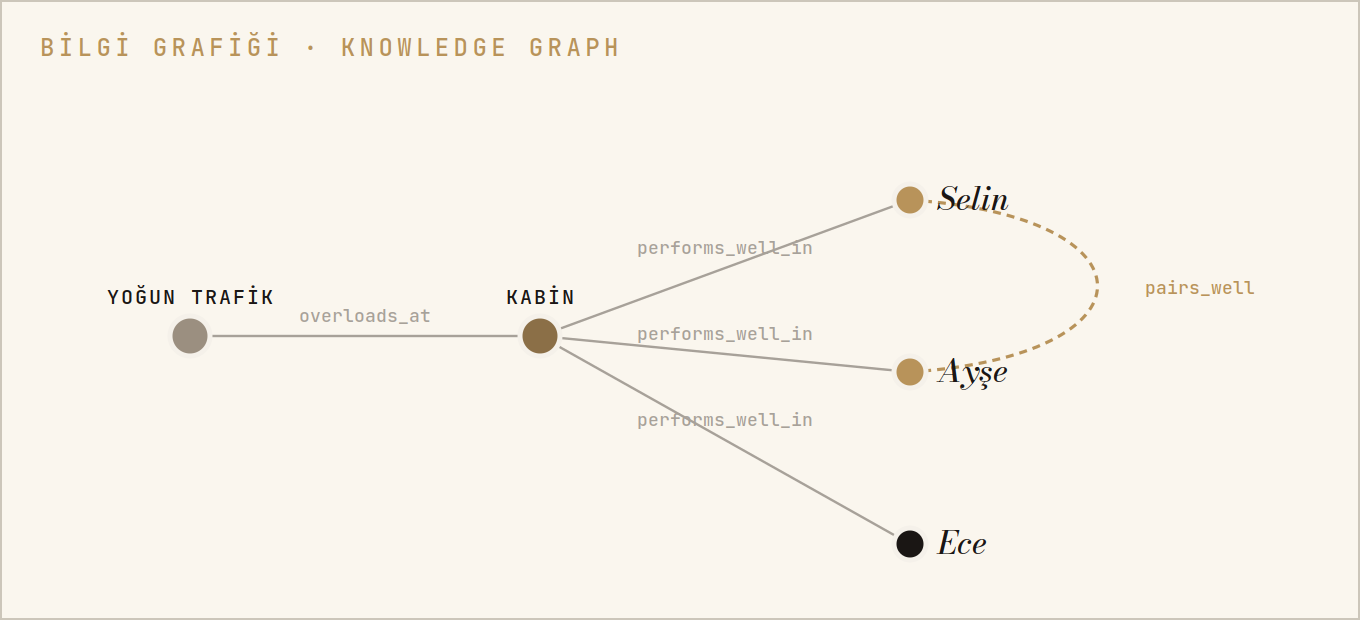 BİLGİ GRAFİĞİ · KNOWLEDGE GRAPH
Selin
performs_well_in
pairs_well
YOĞUN TRAFİK
KABİN
overloads_at
performs_well_in
Ayşe
performs_well_in
Ece